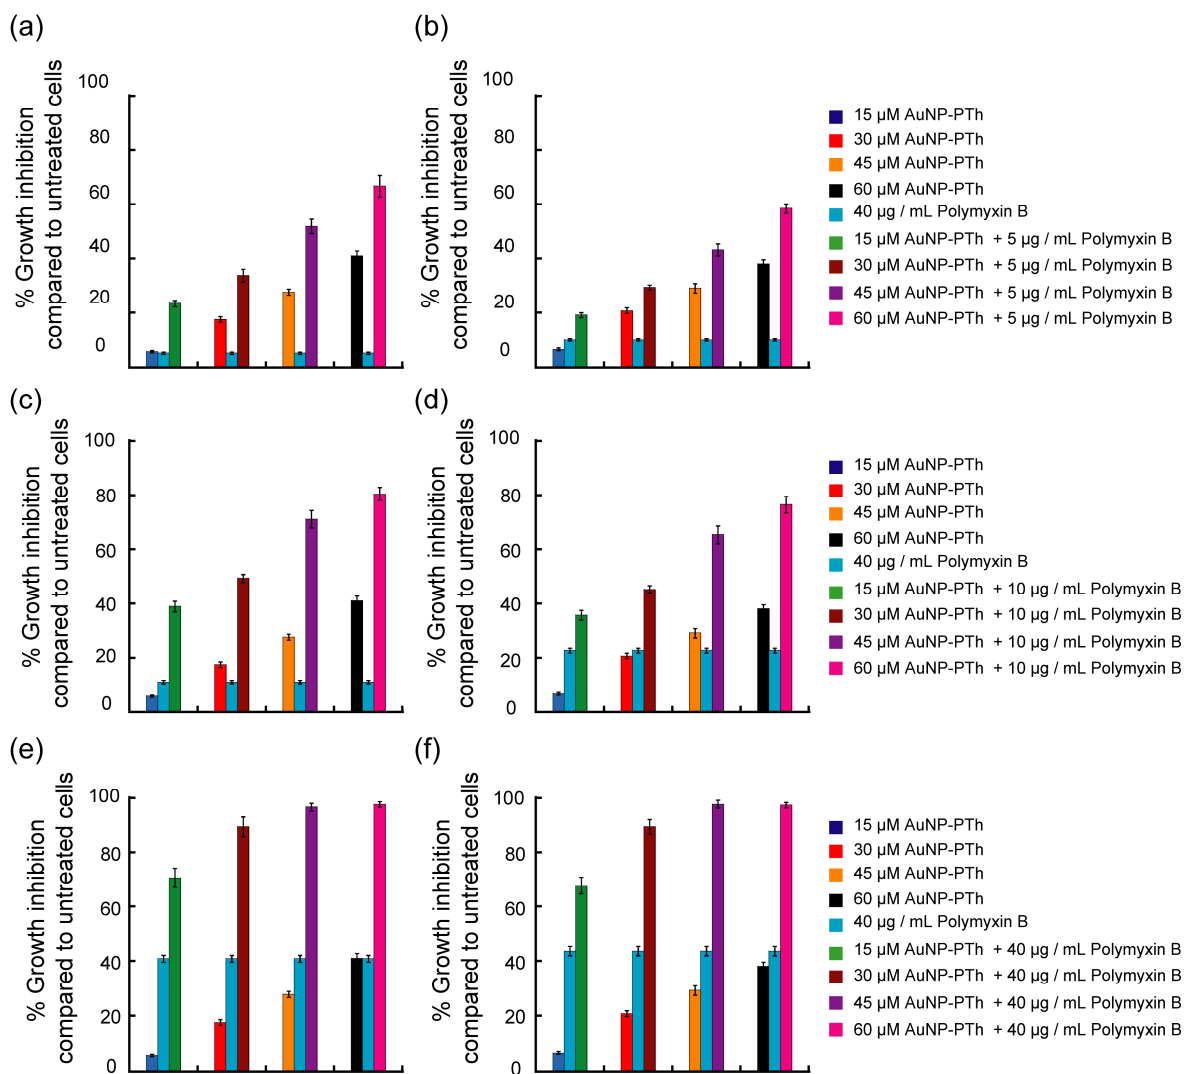 (a)
% Growth inhibition
compared to untreated cells
100
80
60
40
20
0
(b)
% Growth inhibition
compared to untreated cells
100
80
60
40
20
0
15 µM AuNP-PTh
30 µM AuNP-PTh
45 µM AuNP-PTh
60 µM AuNP-PTh
40 µg / mL Polymyxin B
15 µM AuNP-PTh + 5 µg / mL Polymyxin B
30 µM AuNP-PTh + 5 µg / mL Polymyxin B
45 µM AuNP-PTh + 5 µg / mL Polymyxin B
60 µM AuNP-PTh + 5 µg / mL Polymyxin B
(c)
% Growth inhibition
compared to untreated cells
100
80
60
40
20
0
(d)
% Growth inhibition
compared to untreated cells
100
80
60
40
20
0
15 µM AuNP-PTh
30 µM AuNP-PTh
45 µM AuNP-PTh
60 µM AuNP-PTh
40 µg / mL Polymyxin B
15 µM AuNP-PTh + 10 µg / mL Polymyxin B
30 µM AuNP-PTh + 10 µg / mL Polymyxin B
45 µM AuNP-PTh + 10 µg / mL Polymyxin B
60 µM AuNP-PTh + 10 µg / mL Polymyxin B
(e)
% Growth inhibition
compared to untreated cells
100
80
60
40
20
0
(f)
% Growth inhibition
compared to untreated cells
100
80
60
40
20
0
15 µM AuNP-PTh
30 µM AuNP-PTh
45 µM AuNP-PTh
60 µM AuNP-PTh
40 µg / mL Polymyxin B
15 µM AuNP-PTh + 40 µg / mL Polymyxin B
30 µM AuNP-PTh + 40 µg / mL Polymyxin B
45 µM AuNP-PTh + 40 µg / mL Polymyxin B
60 µM AuNP-PTh + 40 µg / mL Polymyxin B